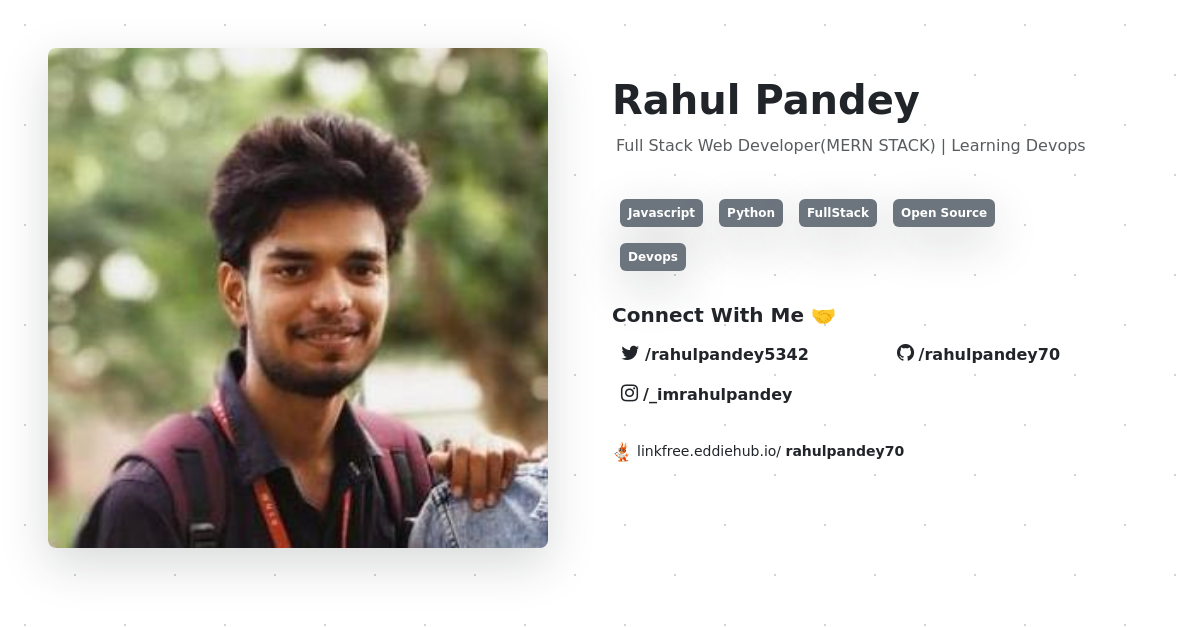 Rahul Pandey
Full Stack Web Developer(MERN STACK) | Learning Devops
Javascript Python FullStack Open Source
Devops
Connect With Me 🤝
/rahulpandey5342 /rahulpandey70
/_imrahulpandey
linkfree.eddiehub.io/ rahulpandey70